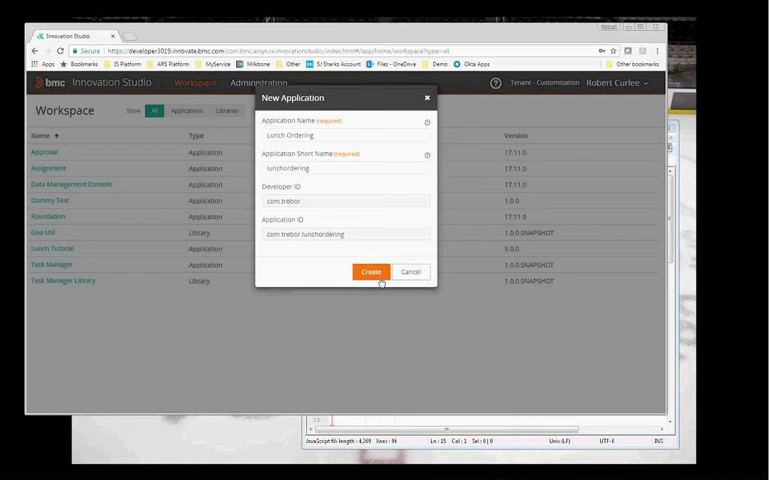 Innovation Studio
Secure https://developer3019.innovate.bmc.com/com.bmc.arsys.rx.innovationstudio/index.html#/app/home/workspace?type=all
Apps Bookmarks IS Platform ARS Platform MyService Other Milkbone SJ Sharks Account Files - OneDrive Demo Okta Apps Other bookmarks
bmc Innovation Studio Workspace Administration Tenant - Customization Robert Curlee
Workspace Show All Applications Libraries
Name Type Version
Approval Application 17.11.0
Assignment Application 17.11.0
Data Management Console Application 17.11.0
Dummy Test Application 1.0.0
Foundation Application 17.11.0
Geo Util Library 1.0.0.SNAPSHOT
Lunch Tutorial Application 5.0.0
Task Manager Application 1.0.0.SNAPSHOT
Task Manager Library Library 1.0.0.SNAPSHOT
New Application
Application Name (required)
Lunch Ordering
Application Short Name (required)
lunchordering
Developer ID
com.trebor
Application ID
com.trebor.lunchordering
Create Cancel
JavaScript file length : 4,369 lines : 96 Ln : 15 Col : 1 Sel : 0 | 0 Unix (LF) UTF-8 INS